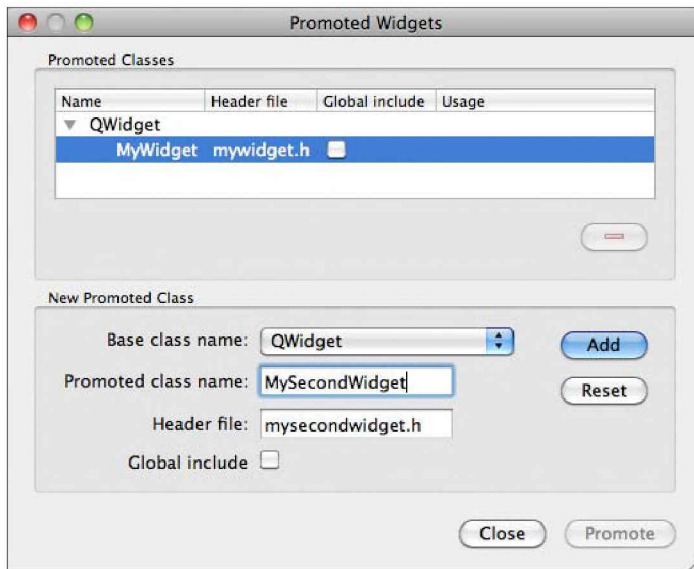 Promoted Widgets
Promoted Classes
Name Header file Global include Usage
QWidget
MyWidget mywidget.h
New Promoted Class
Base class name: QWidget
Add
Promoted class name: MySecondWidget
Reset
Header file: mysecondwidget.h
Global include
Close Promote